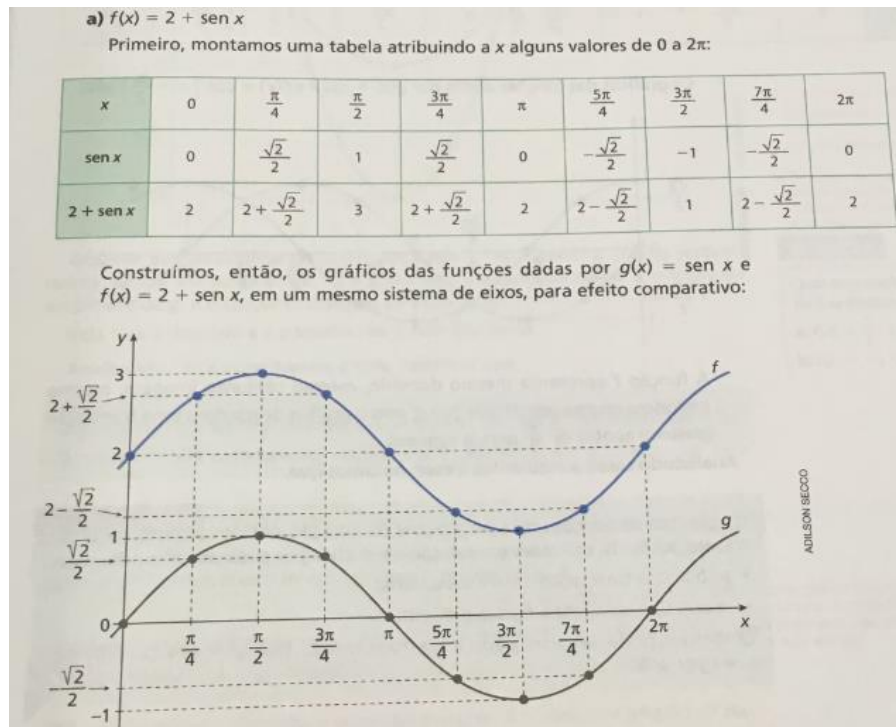 a) f(x) = 2 + sen x
Primeiro, montamos uma tabela atribuindo a x alguns valores de 0 a 2π:
x 0 π/4 π/2 3π/4 π 5π/4 3π/2 7π/4 2π
sen x 0 √2/2 1 √2/2 0 −√2/2 −1 −√2/2 0
2 + sen x 2 2 + √2/2 3 2 + √2/2 2 2 − √2/2 1 2 − √2/2 2
Construímos, então, os gráficos das funções dadas por g(x) = sen x e
f(x) = 2 + sen x, em um mesmo sistema de eixos, para efeito comparativo:
y
3
f
2 + √2/2
2
2 − √2/2
1
g
√2/2
0
π/4 π/2 3π/4 π 5π/4 3π/2 7π/4 2π x
−√2/2
−1
ADILSON SECCO